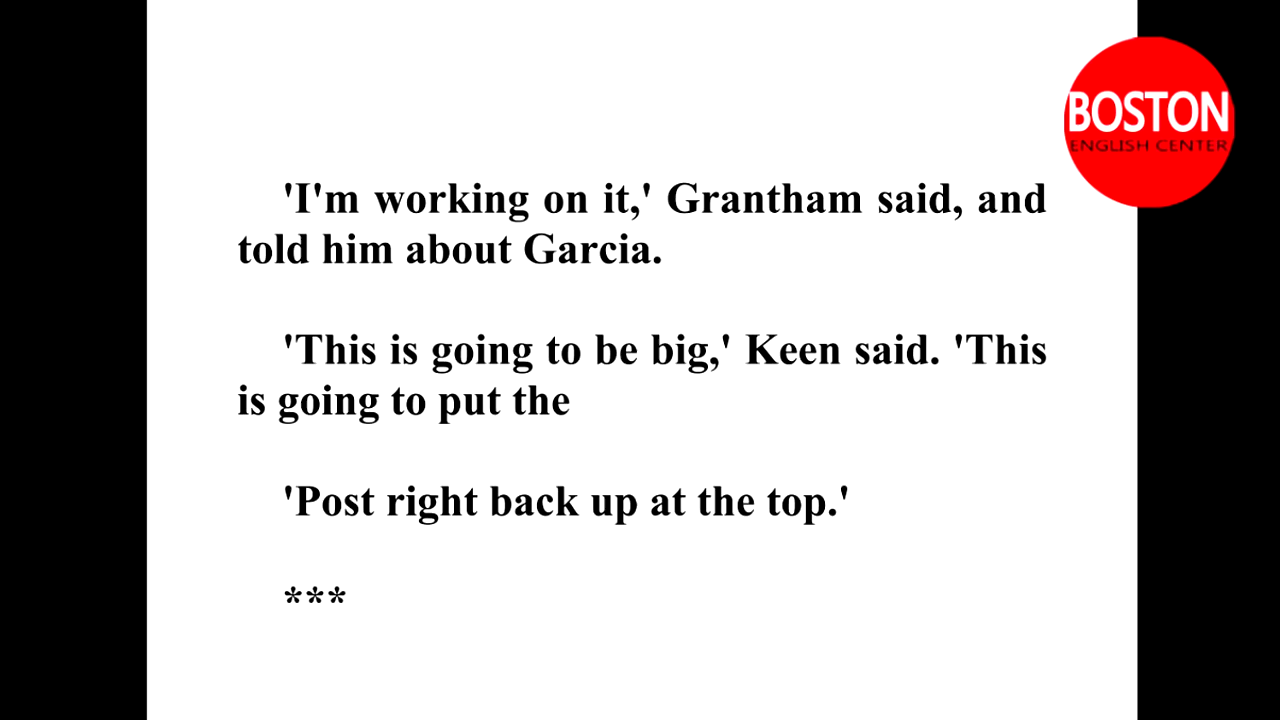 BOSTON
ENGLISH CENTER
'I'm working on it,' Grantham said, and
told him about Garcia.
'This is going to be big,' Keen said. 'This
is going to put the
'Post right back up at the top.'
***